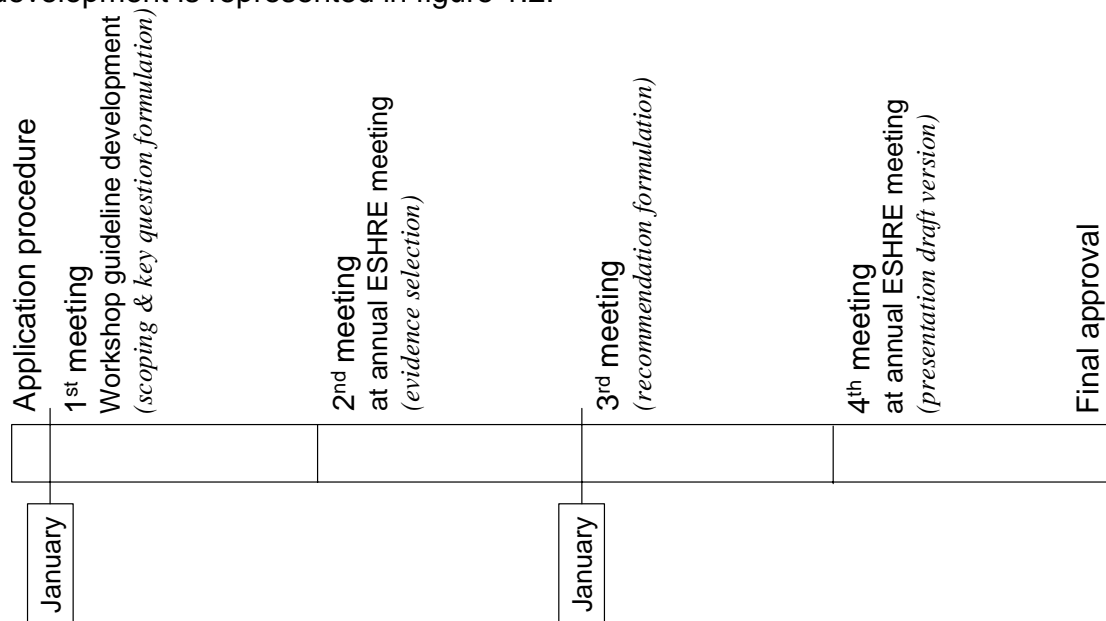 development is represented in figure 4.2.
Application procedure
1st meeting
Workshop guideline development
(scoping & key question formulation)
2nd meeting
at annual ESHRE meeting
(evidence selection)
3rd meeting
(recommendation formulation)
4th meeting
at annual ESHRE meeting
(presentation draft version)
Final approval
January
January